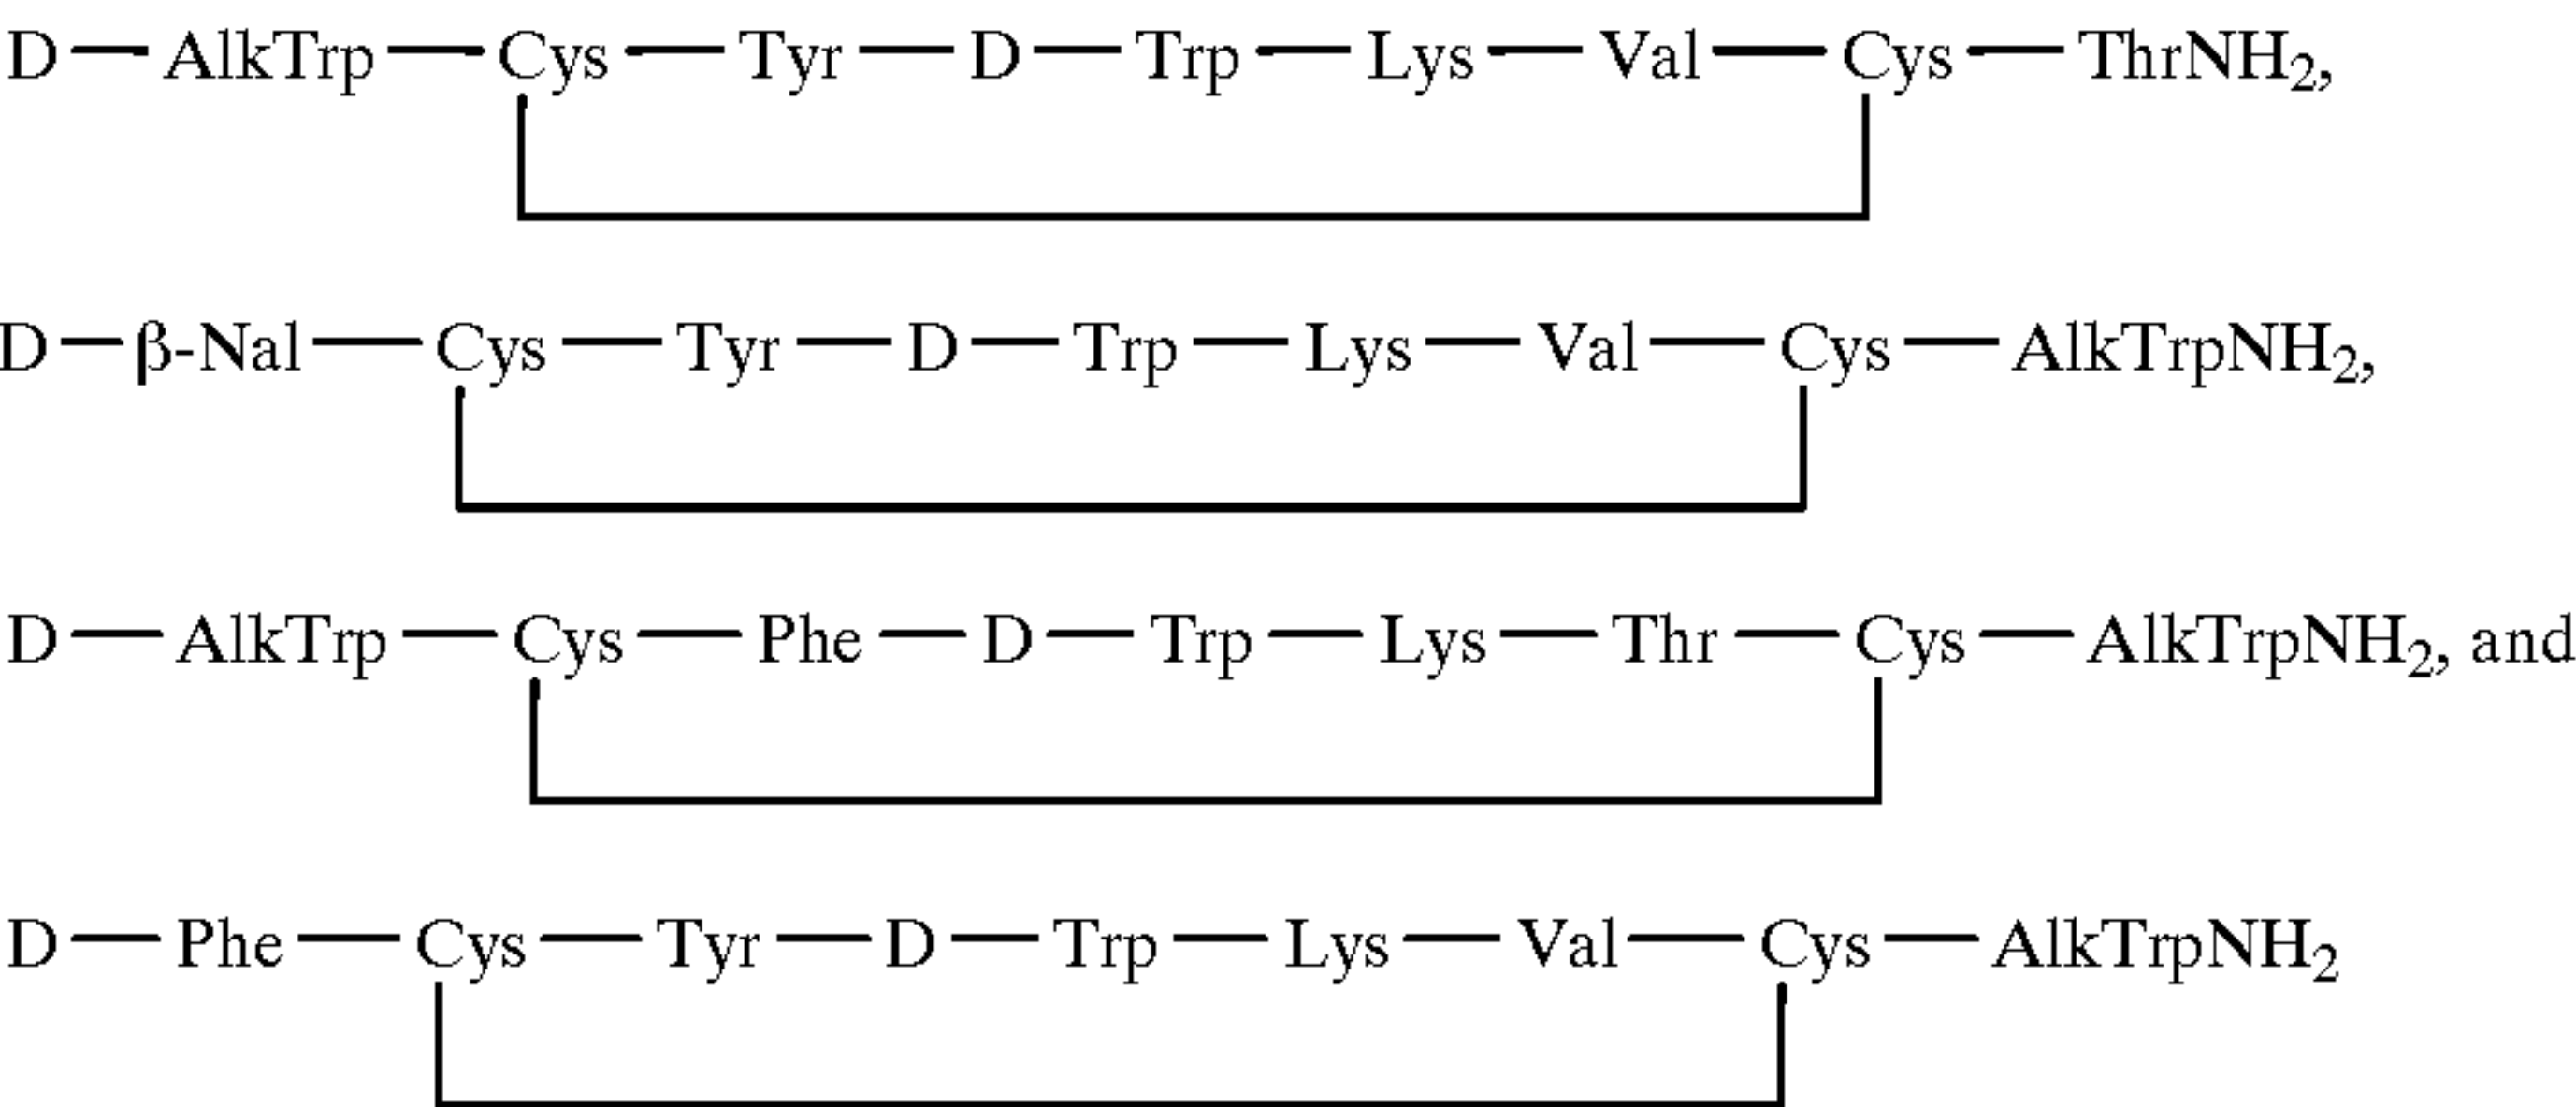 D—AlkTrp—Cys—Tyr—D—Trp—Lys—Val—Cys—ThrNH₂,
D—β-Nal—Cys—Tyr—D—Trp—Lys—Val—Cys—AlkTrpNH₂,
D—AlkTrp—Cys—Phe—D—Trp—Lys—Thr—Cys—AlkTrpNH₂, and
D—Phe—Cys—Tyr—D—Trp—Lys—Val—Cys—AlkTrpNH₂